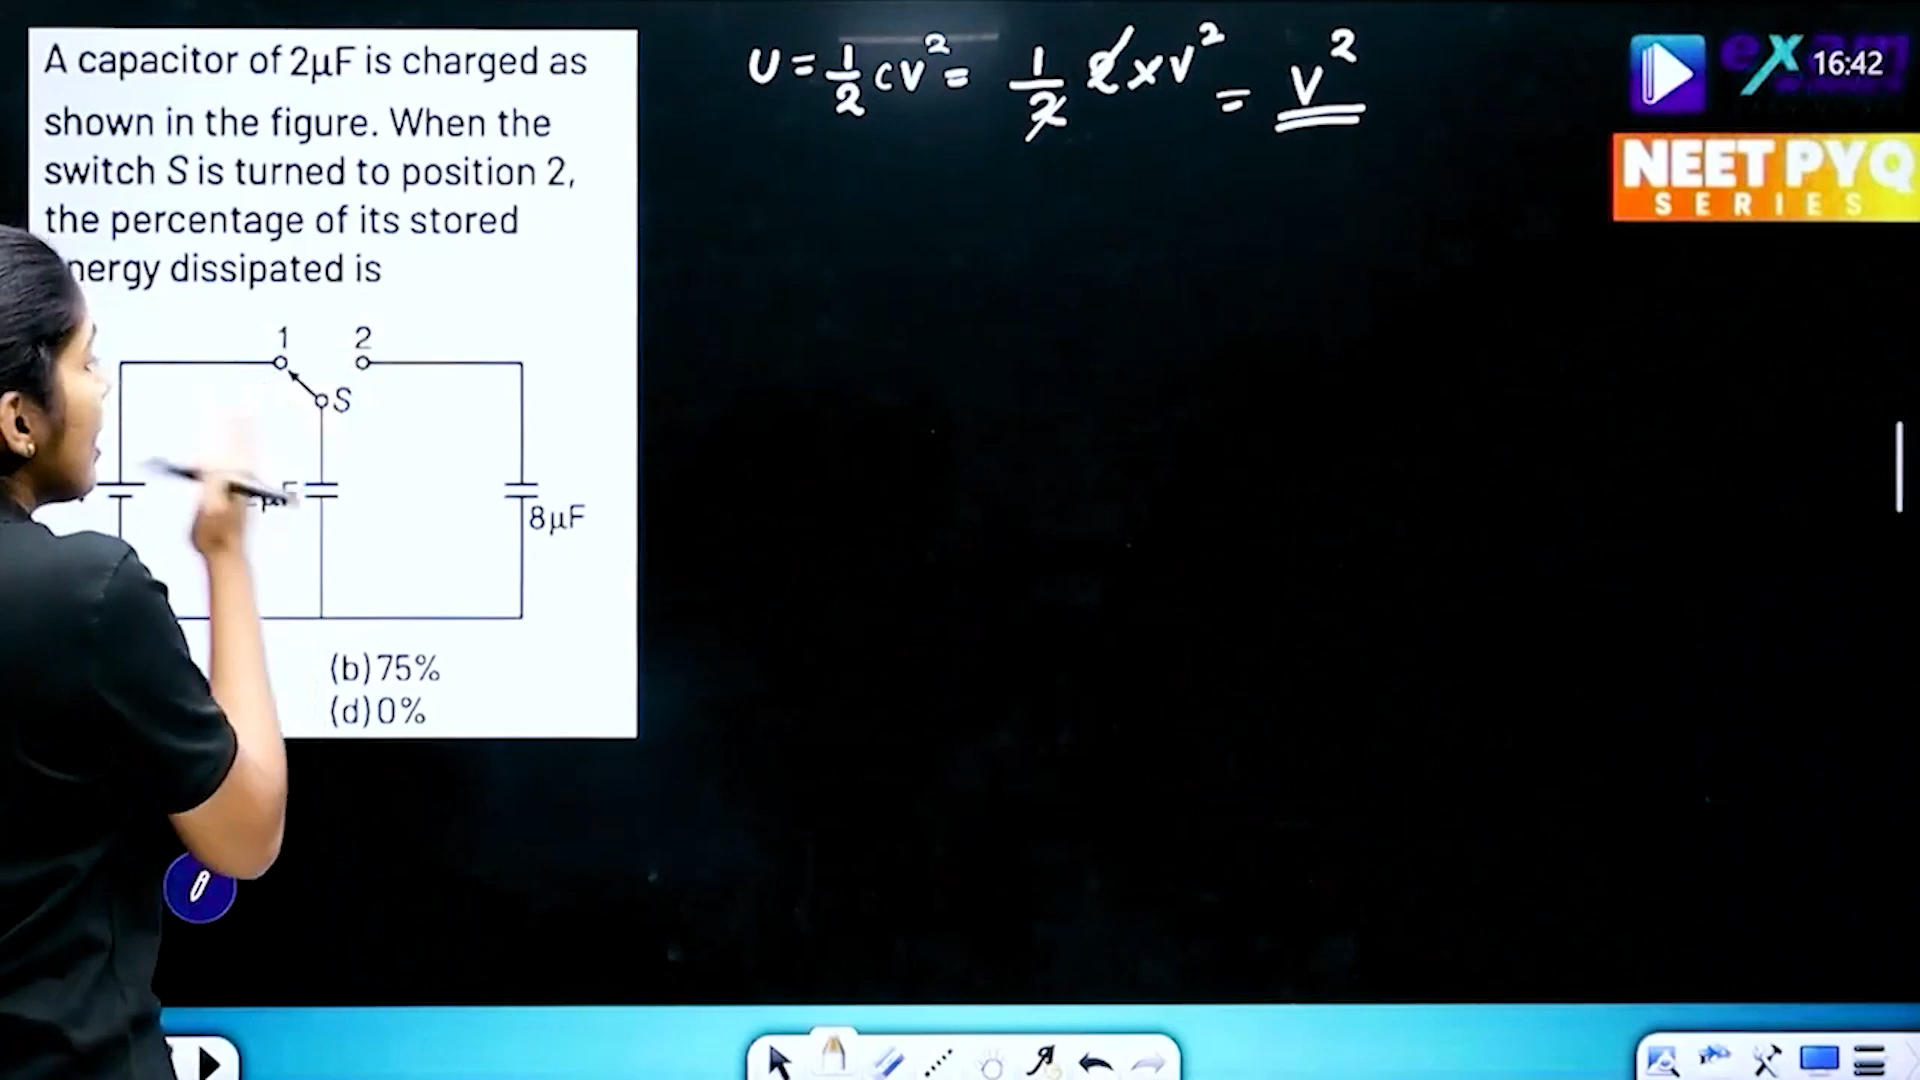 A capacitor of 2μF is charged as
shown in the figure. When the
switch S is turned to position 2,
the percentage of its stored
nergy dissipated is
1 2
S
8μF
(b) 75%
(d) 0%
U = 1/2 CV² = 1/2 2 x V² = V²
16:42
NEET PYQ
SERIES